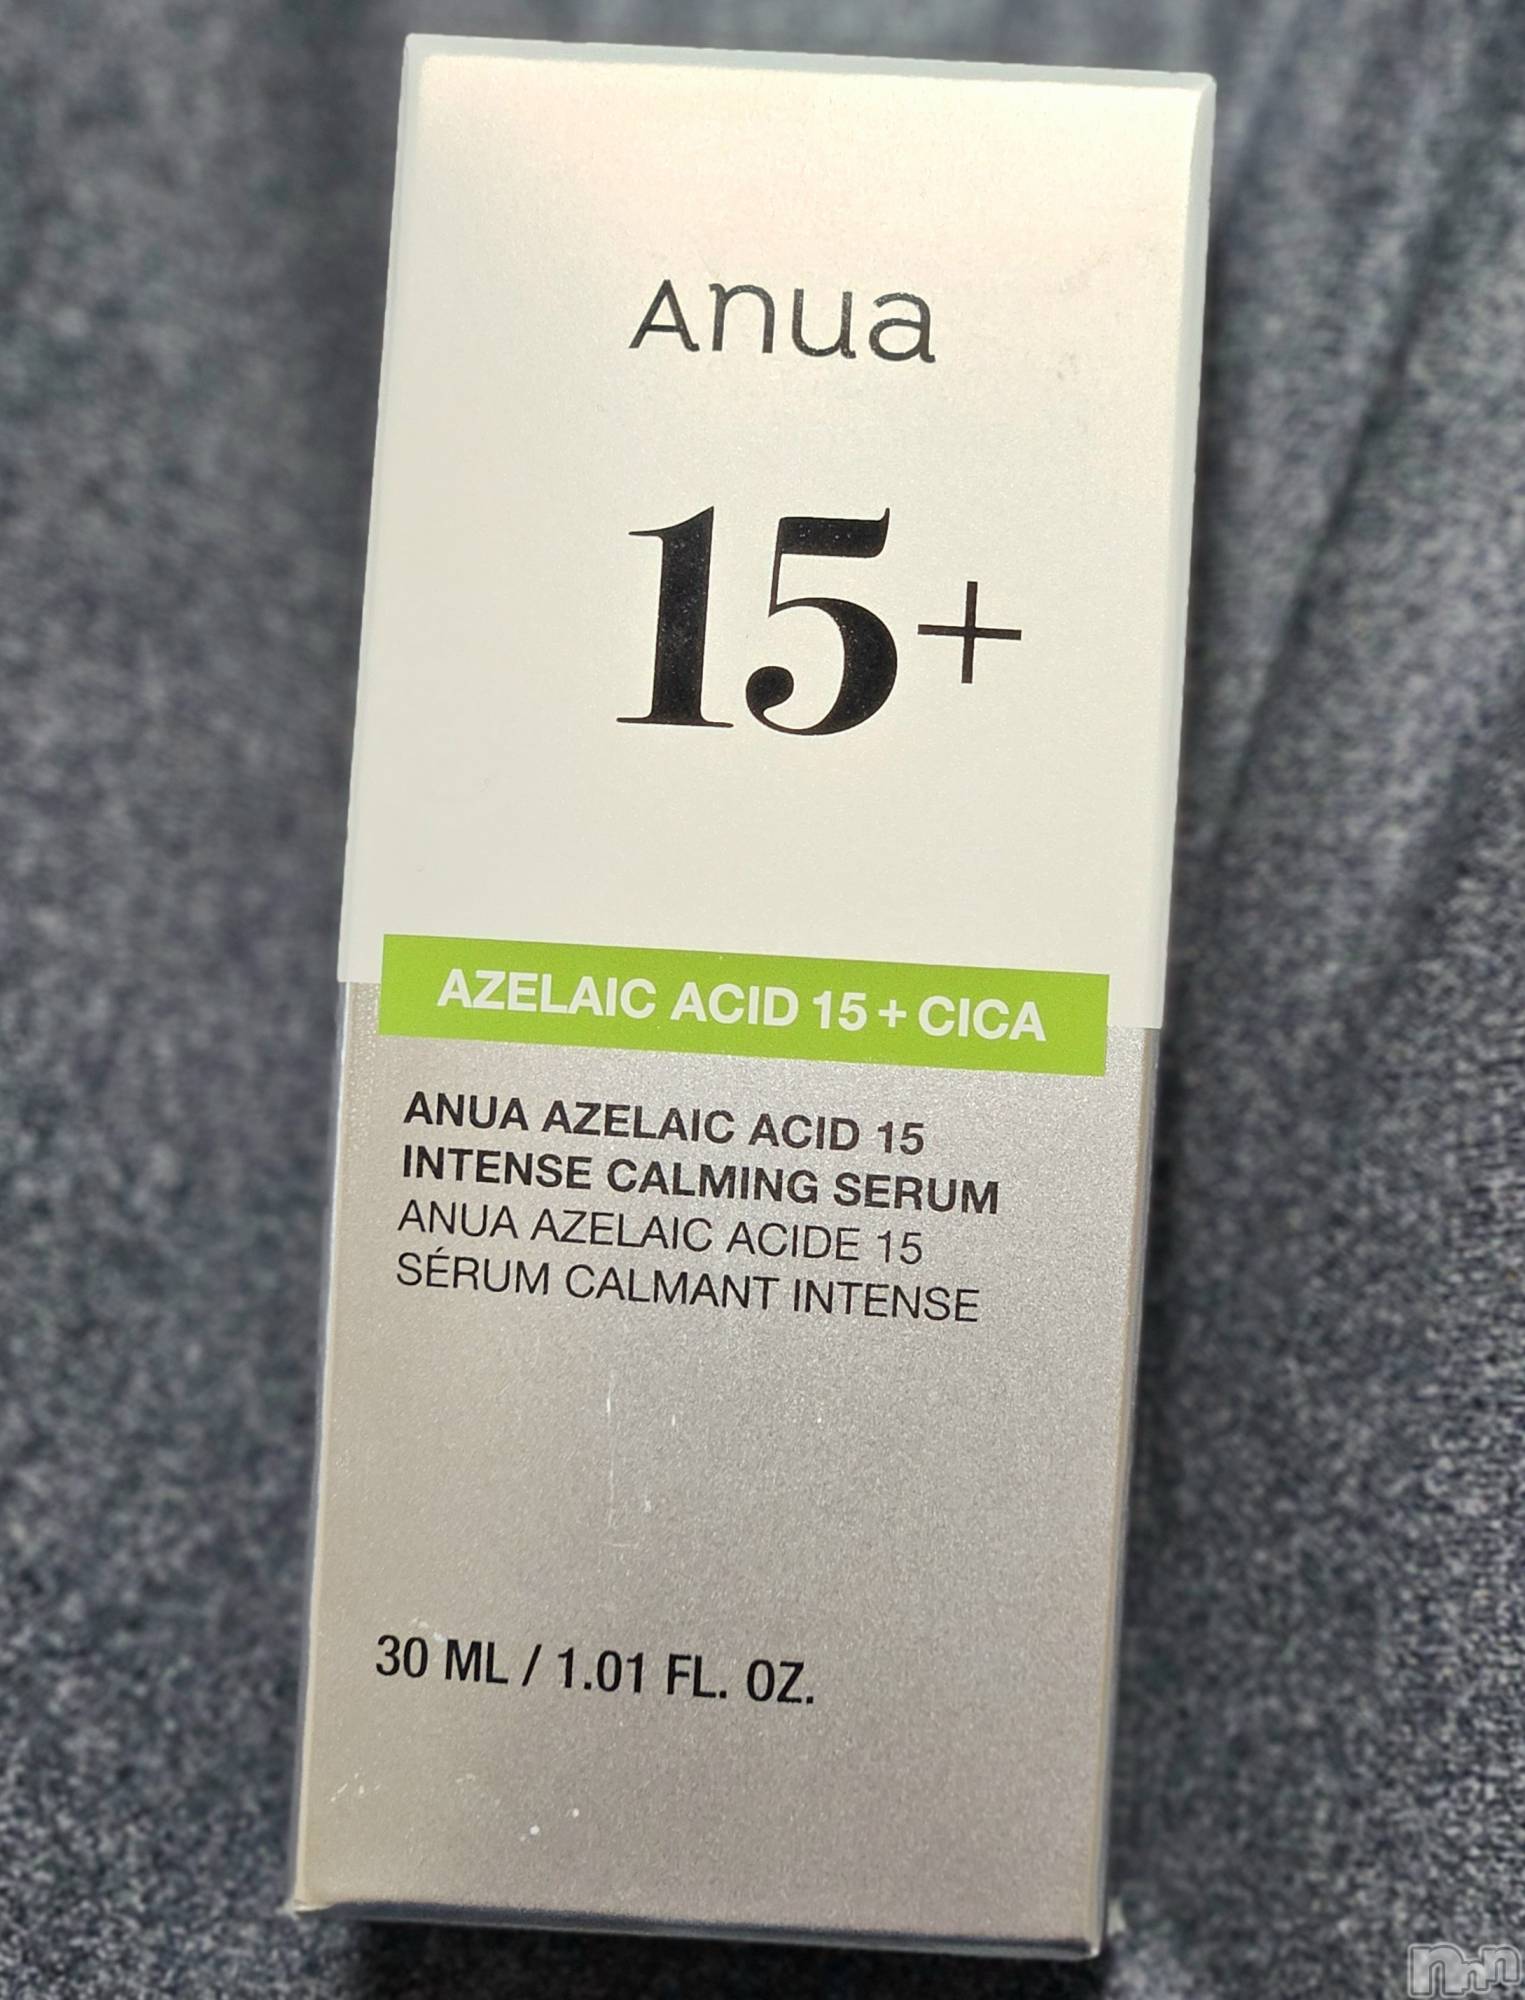 Anua
15+
AZELAIC ACID 15 + CICA
ANUA AZELAIC ACID 15
INTENSE CALMING SERUM
ANUA AZELAIC ACIDE 15
SÉRUM CALMANT INTENSE
30 ML / 1.01 FL. OZ.
nnn